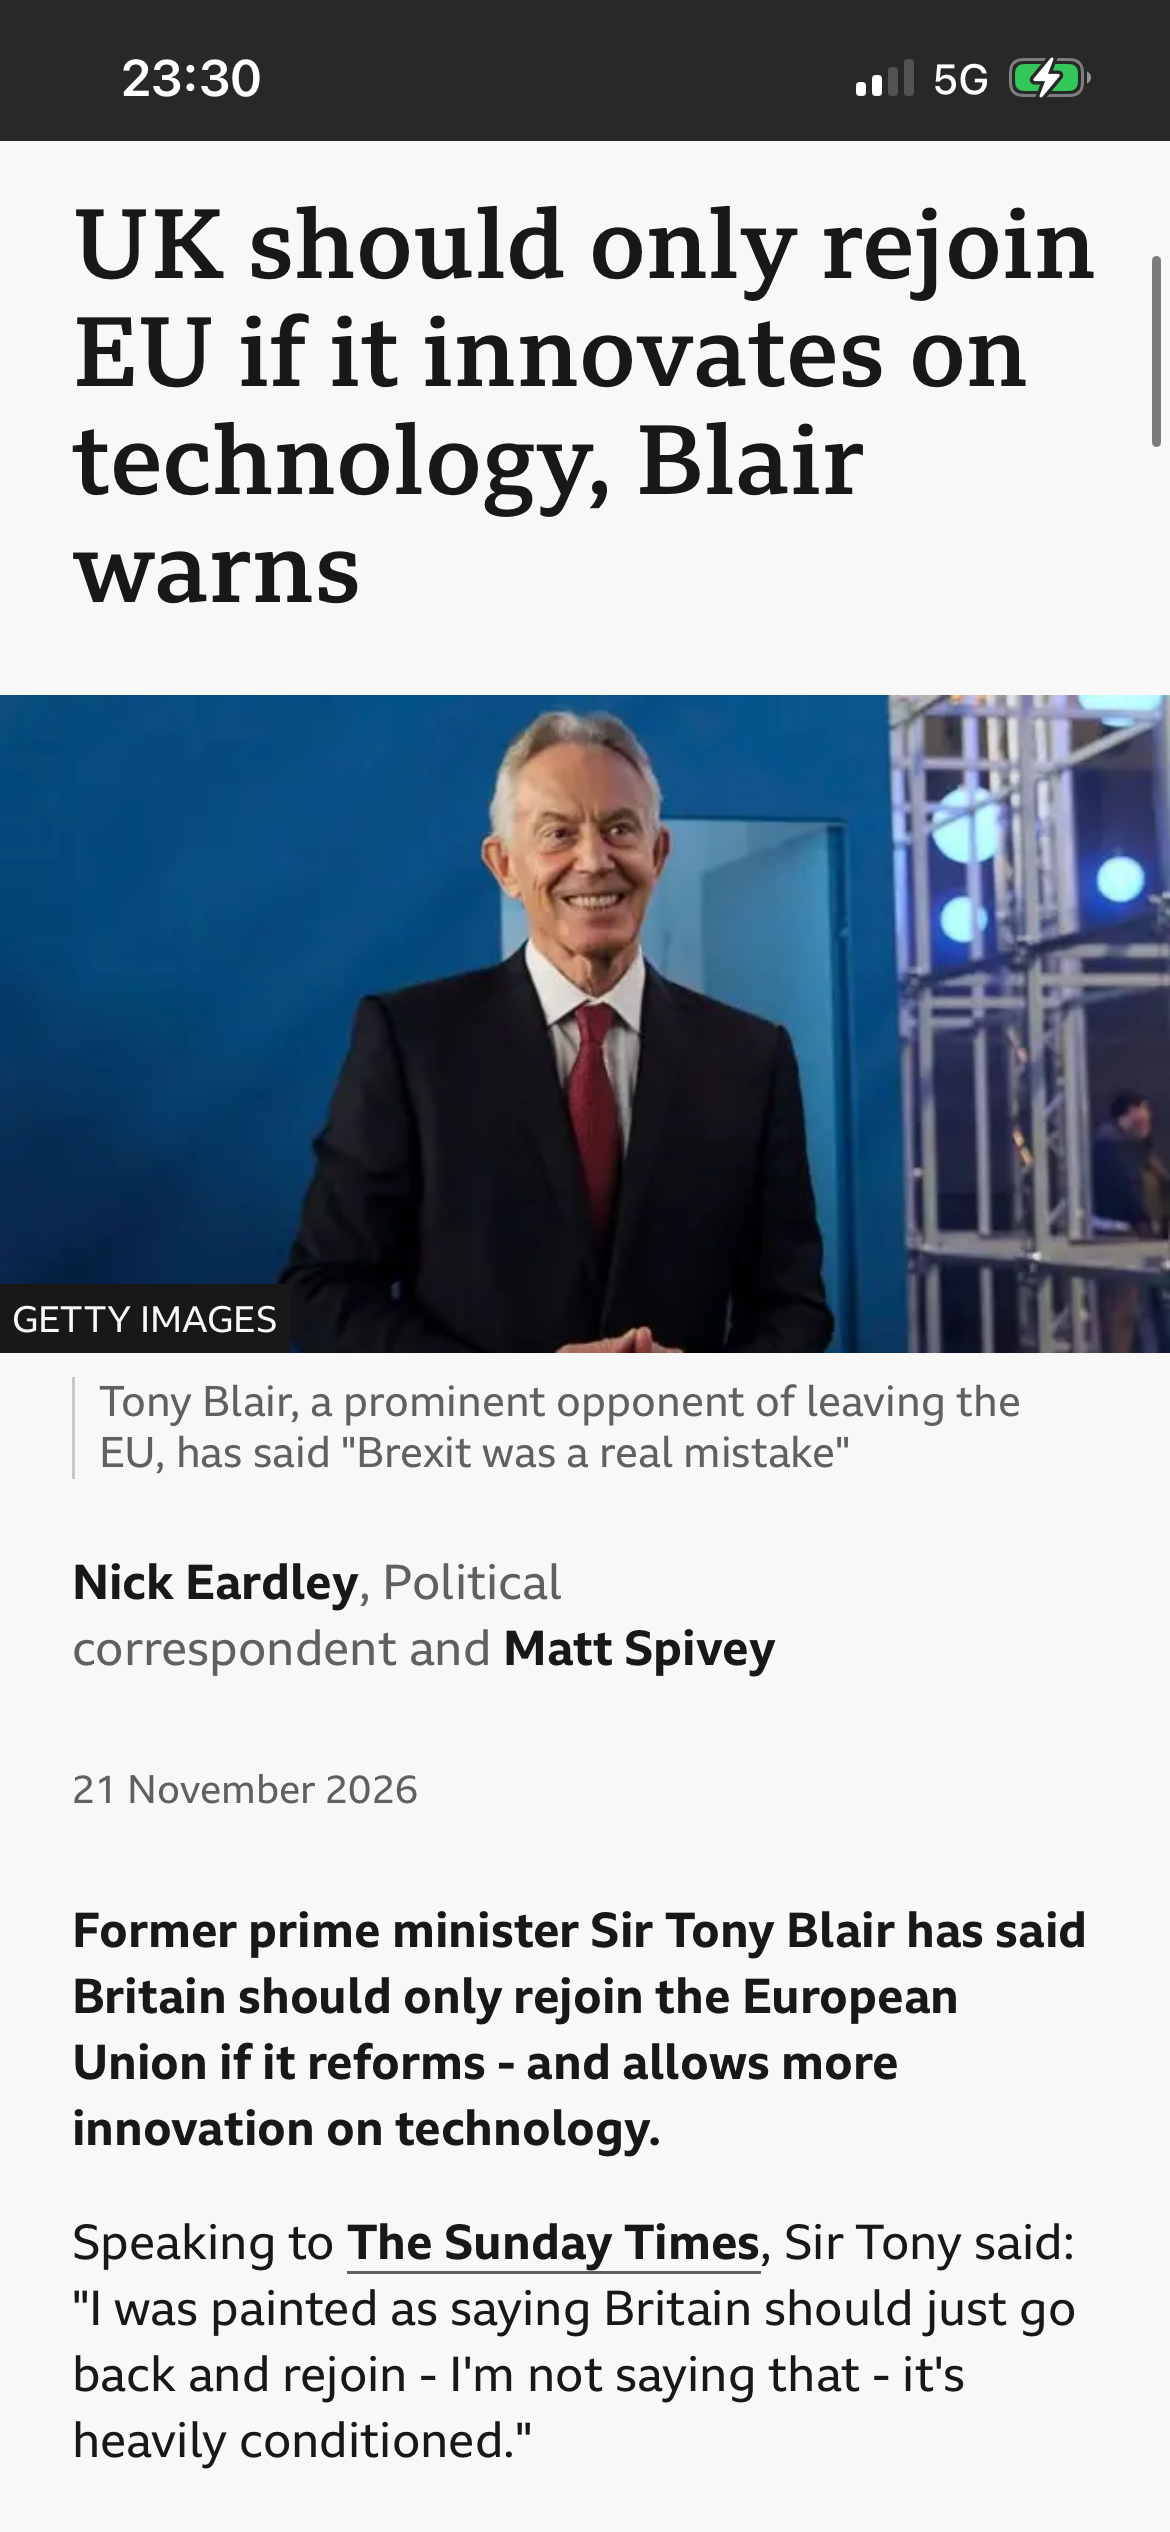 23:30
5G
UK should only rejoin
EU if it innovates on
technology, Blair
warns
GETTY IMAGES
Tony Blair, a prominent opponent of leaving the
EU, has said "Brexit was a real mistake"
Nick Eardley, Political
correspondent and Matt Spivey
21 November 2026
Former prime minister Sir Tony Blair has said
Britain should only rejoin the European
Union if it reforms - and allows more
innovation on technology.
Speaking to The Sunday Times, Sir Tony said:
"I was painted as saying Britain should just go
back and rejoin - I'm not saying that - it's
heavily conditioned."